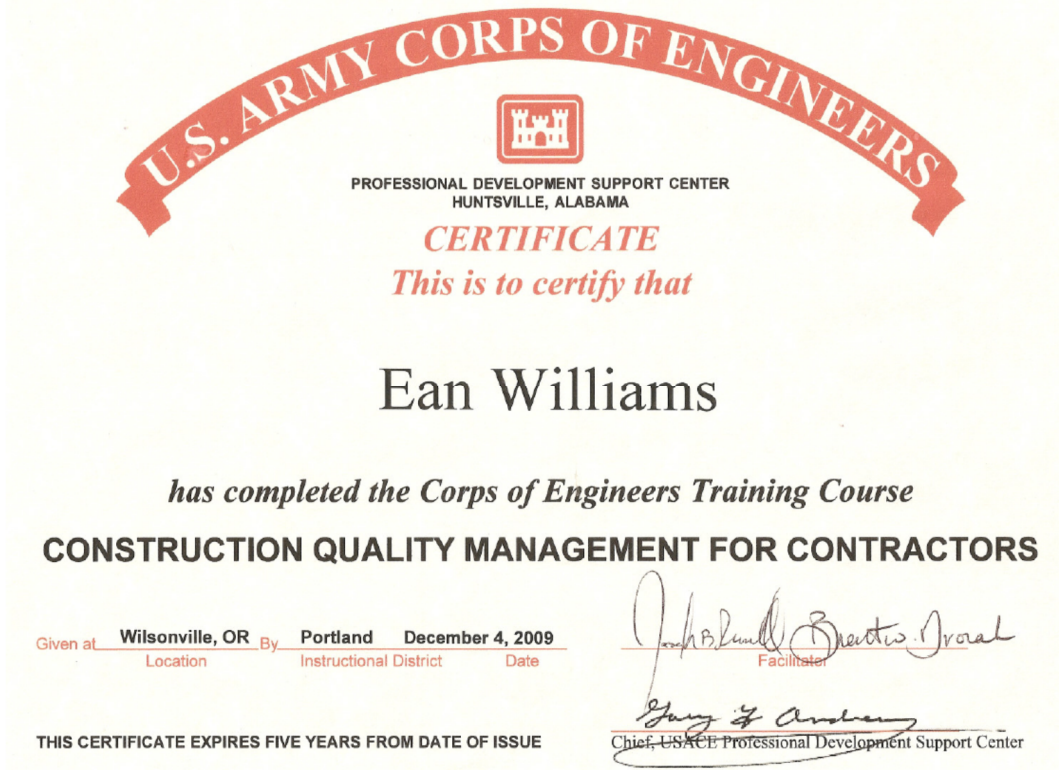 U.S. ARMY CORPS OF ENGINEERS
PROFESSIONAL DEVELOPMENT SUPPORT CENTER
HUNTSVILLE, ALABAMA
CERTIFICATE
This is to certify that
Ean Williams
has completed the Corps of Engineers Training Course
CONSTRUCTION QUALITY MANAGEMENT FOR CONTRACTORS
Given at Wilsonville, OR By Portland December 4, 2009
Location Instructional District Date
Facilitator
THIS CERTIFICATE EXPIRES FIVE YEARS FROM DATE OF ISSUE
Chief, USACE Professional Development Support Center